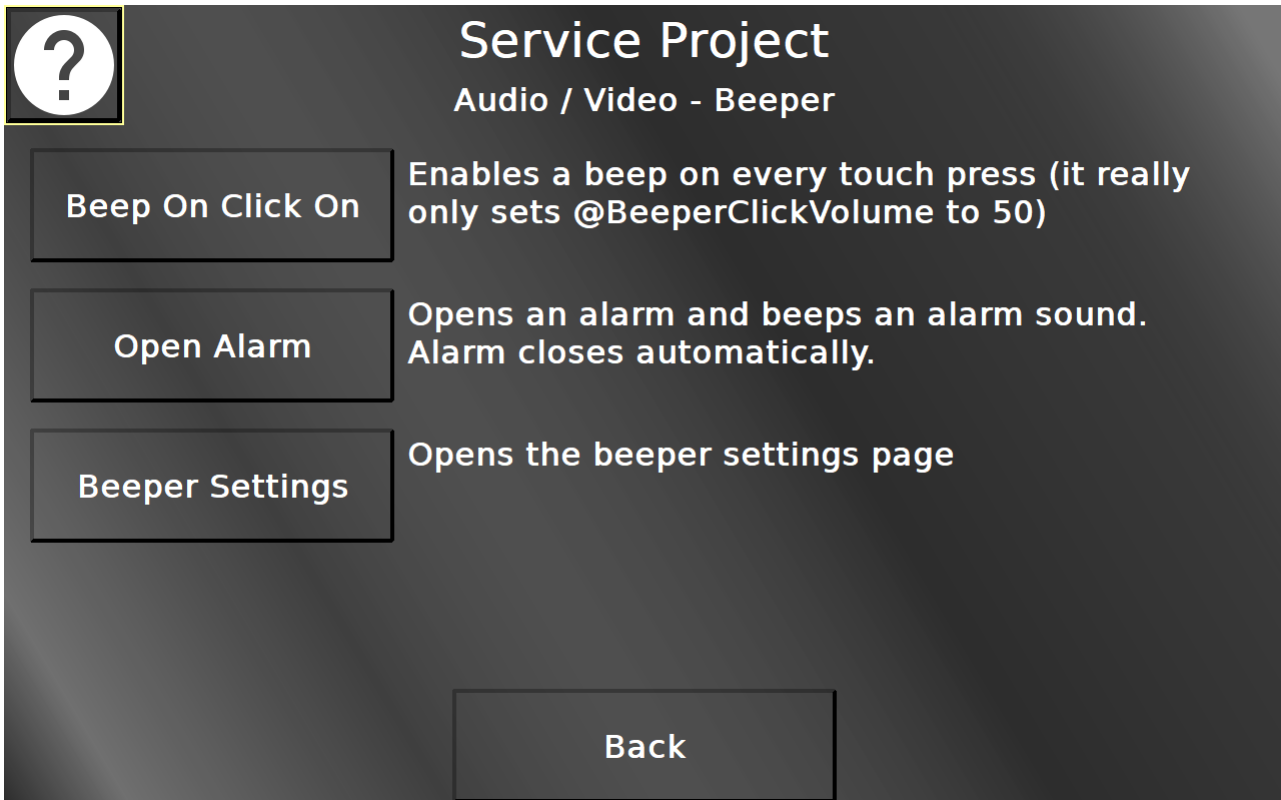 ?
Service Project
Audio / Video - Beeper
Beep On Click On
Enables a beep on every touch press (it really
only sets @BeeperClickVolume to 50)
Open Alarm
Opens an alarm and beeps an alarm sound.
Alarm closes automatically.
Beeper Settings
Opens the beeper settings page
Back